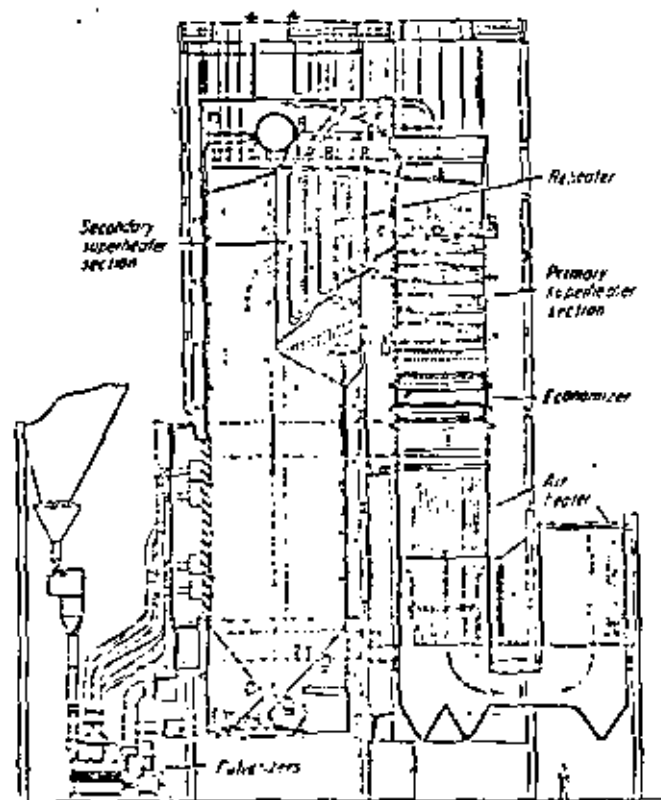 Reheater
Secondary
superheater
section
Primary
superheater
section
Economizer
Air
heater
Pulverizers